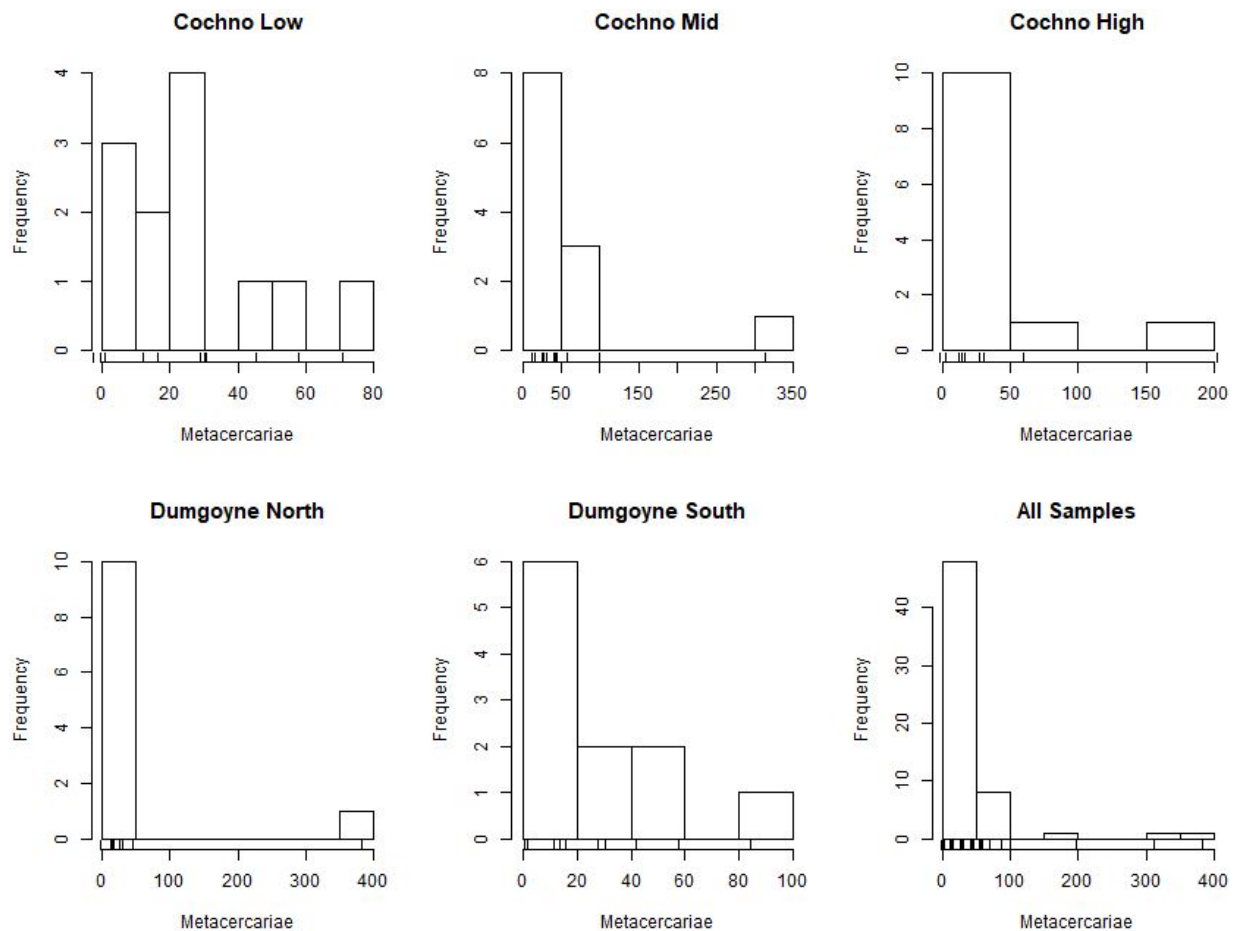 Cochno Low
Frequency
0 1 2 3 4
0 20 40 60 80
Metacercariae
Cochno Mid
Frequency
0 2 4 6 8
0 50 150 250 350
Metacercariae
Cochno High
Frequency
0 2 4 6 8 10
0 50 100 150 200
Metacercariae
Dumgoyne North
Frequency
0 2 4 6 8 10
0 100 200 300 400
Metacercariae
Dumgoyne South
Frequency
0 1 2 3 4 5 6
0 20 40 60 80 100
Metacercariae
All Samples
Frequency
0 10 20 30 40
0 100 200 300 400
Metacercariae